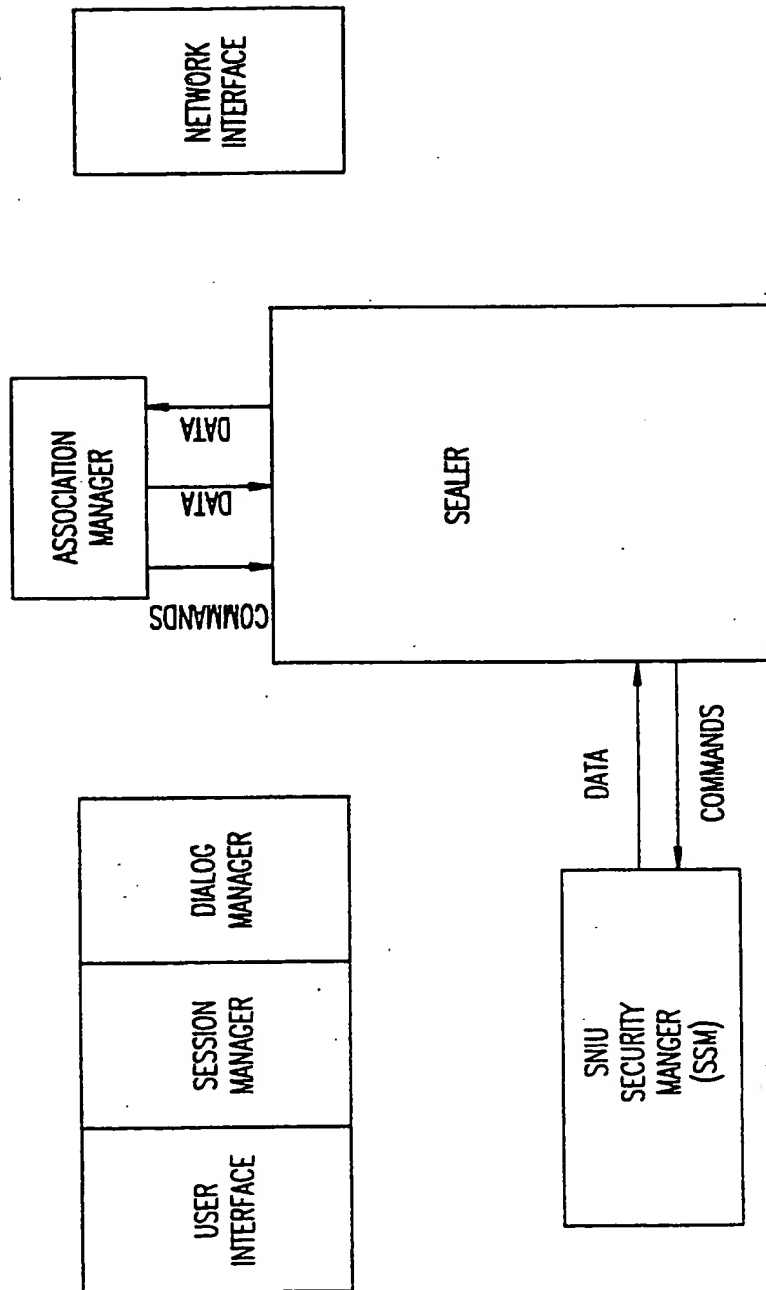 NETWORK
INTERFACE
ASSOCIATION
MANAGER
COMMANDS
DATA
DATA
SEALER
USER
INTERFACE
SESSION
MANAGER
DIALOG
MANAGER
DATA
COMMANDS
SNIU
SECURITY
MANGER
(SSM)